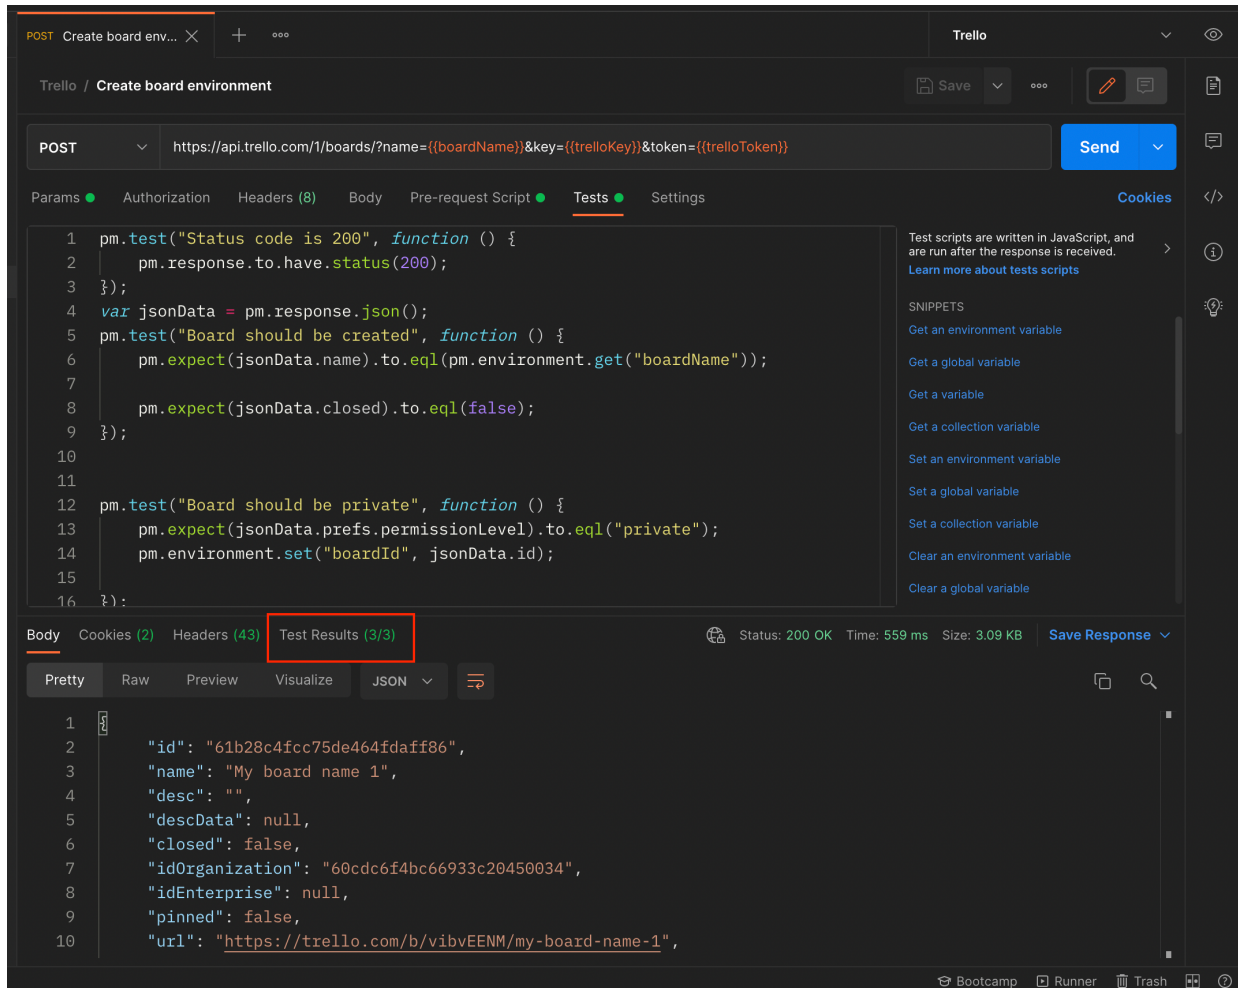 POST Create board env...
Trello
Trello / Create board environment
Save
POST
https://api.trello.com/1/boards/?name={{boardName}}&key={{trelloKey}}&token={{trelloToken}}
Send
Params
Authorization
Headers (8)
Body
Pre-request Script
Tests
Settings
Cookies
1 pm.test("Status code is 200", function () {
2     pm.response.to.have.status(200);
3 });
4 var jsonData = pm.response.json();
5 pm.test("Board should be created", function () {
6     pm.expect(jsonData.name).to.eql(pm.environment.get("boardName"));
7
8     pm.expect(jsonData.closed).to.eql(false);
9 });
10
11
12 pm.test("Board should be private", function () {
13     pm.expect(jsonData.prefs.permissionLevel).to.eql("private");
14     pm.environment.set("boardId", jsonData.id);
15
16 });
Test scripts are written in JavaScript, and
are run after the response is received.
Learn more about tests scripts
SNIPPETS
Get an environment variable
Get a global variable
Get a variable
Get a collection variable
Set an environment variable
Set a global variable
Set a collection variable
Clear an environment variable
Clear a global variable
Body
Cookies (2)
Headers (43)
Test Results (3/3)
Status: 200 OK
Time: 559 ms
Size: 3.09 KB
Save Response
Pretty
Raw
Preview
Visualize
JSON
1 {
2     "id": "61b28c4fcc75de464fdaff86",
3     "name": "My board name 1",
4     "desc": "",
5     "descData": null,
6     "closed": false,
7     "idOrganization": "60cdc6f4bc66933c20450034",
8     "idEnterprise": null,
9     "pinned": false,
10     "url": "https://trello.com/b/vibvEENM/my-board-name-1",
Bootcamp
Runner
Trash